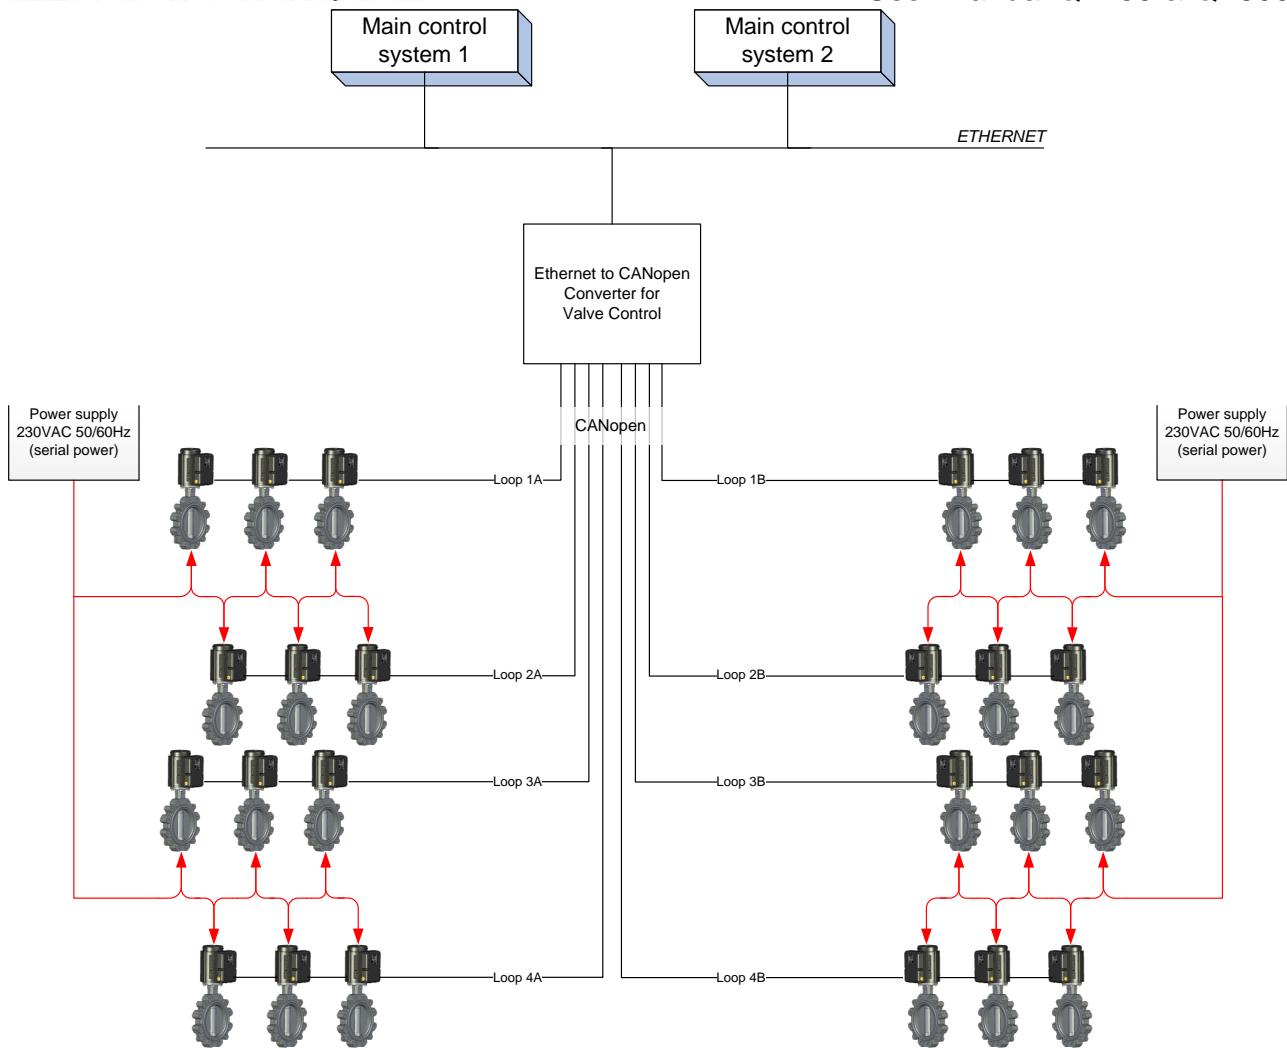 Main control
system 1
Main control
system 2
ETHERNET
Ethernet to CANopen
Converter for
Valve Control
CANopen
Power supply
230VAC 50/60Hz
(serial power)
Power supply
230VAC 50/60Hz
(serial power)
Loop 1A
Loop 1B
Loop 2A
Loop 2B
Loop 3A
Loop 3B
Loop 4A
Loop 4B